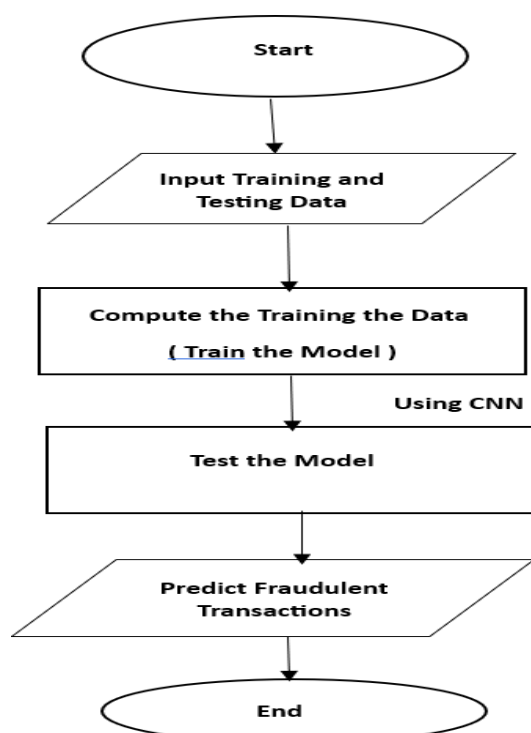 Start
Input Training and
Testing Data
Compute the Training the Data
( Train the Model )
Using CNN
Test the Model
Predict Fraudulent
Transactions
End